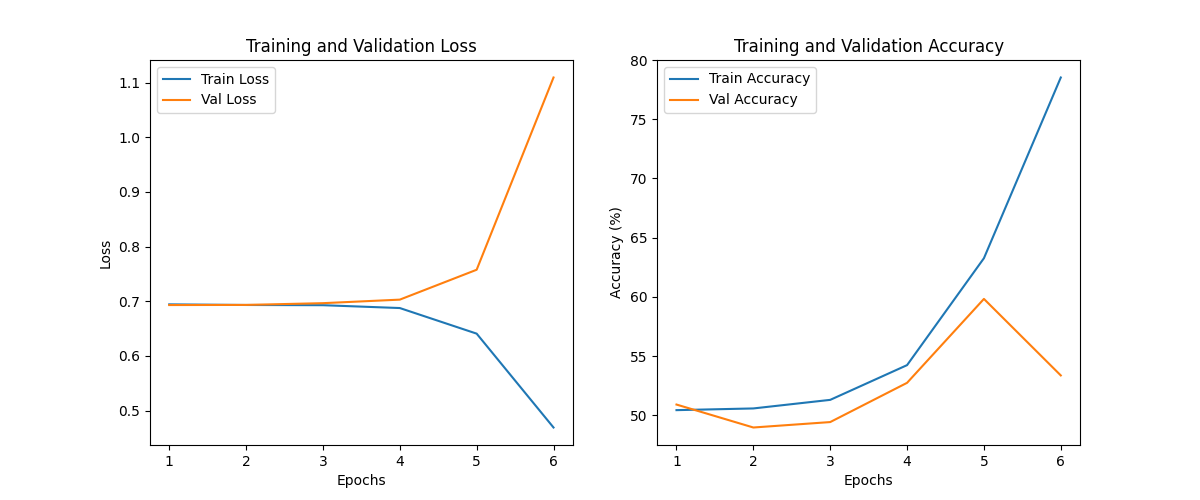 Training and Validation Loss
Train Loss
Val Loss
1.1
1.0
0.9
0.8
0.7
0.6
0.5
Loss
1 2 3 4 5 6
Epochs
Training and Validation Accuracy
Train Accuracy
Val Accuracy
80
75
70
65
60
55
50
Accuracy (%)
1 2 3 4 5 6
Epochs